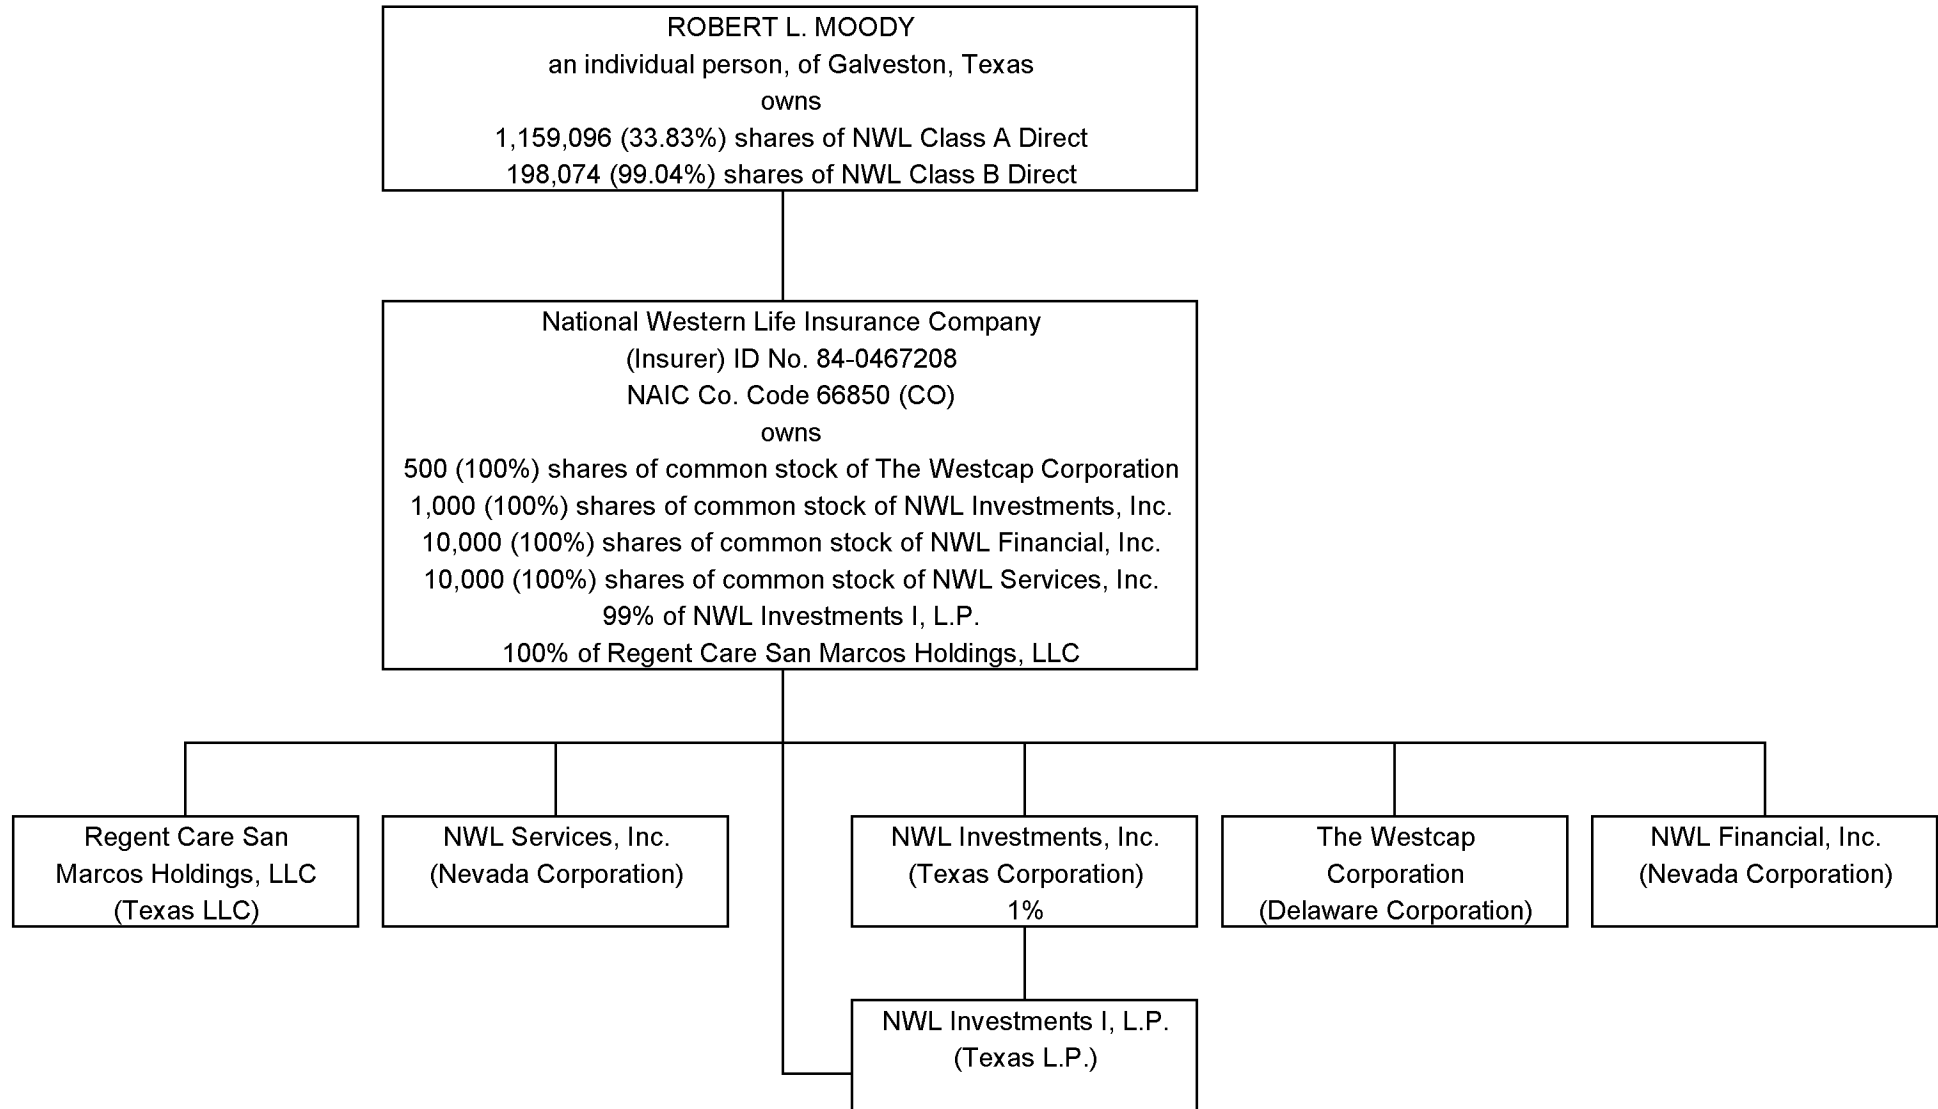 ROBERT L. MOODY
an individual person, of Galveston, Texas
owns
1,159,096 (33.83%) shares of NWL Class A Direct
198,074 (99.04%) shares of NWL Class B Direct
National Western Life Insurance Company
(Insurer) ID No. 84-0467208
NAIC Co. Code 66850 (CO)
owns
500 (100%) shares of common stock of The Westcap Corporation
1,000 (100%) shares of common stock of NWL Investments, Inc.
10,000 (100%) shares of common stock of NWL Financial, Inc.
10,000 (100%) shares of common stock of NWL Services, Inc.
99% of NWL Investments I, L.P.
100% of Regent Care San Marcos Holdings, LLC
Regent Care San
Marcos Holdings, LLC
(Texas LLC)
NWL Services, Inc.
(Nevada Corporation)
NWL Investments, Inc.
(Texas Corporation)
1%
The Westcap
Corporation
(Delaware Corporation)
NWL Financial, Inc.
(Nevada Corporation)
NWL Investments I, L.P.
(Texas L.P.)